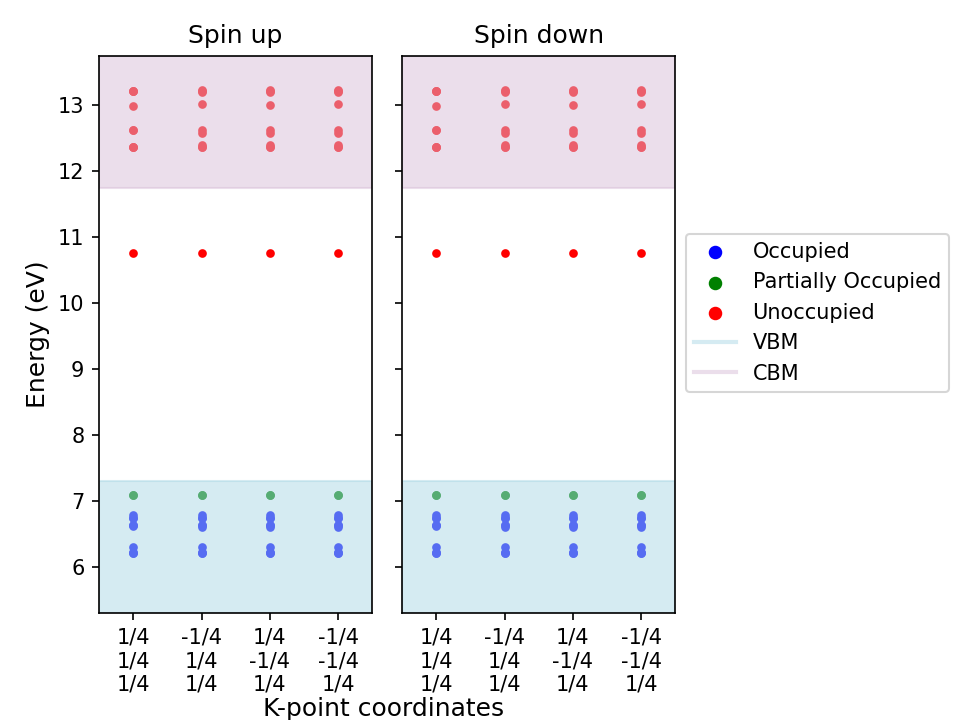 Spin up
Spin down
Energy (eV)
13
12
11
10
9
8
7
6
1/4 -1/4 1/4 -1/4 1/4 -1/4 1/4 -1/4
1/4 1/4 -1/4 -1/4 1/4 1/4 -1/4 -1/4
1/4 1/4 1/4 1/4 1/4 1/4 1/4 1/4
K-point coordinates
Occupied
Partially Occupied
Unoccupied
VBM
CBM